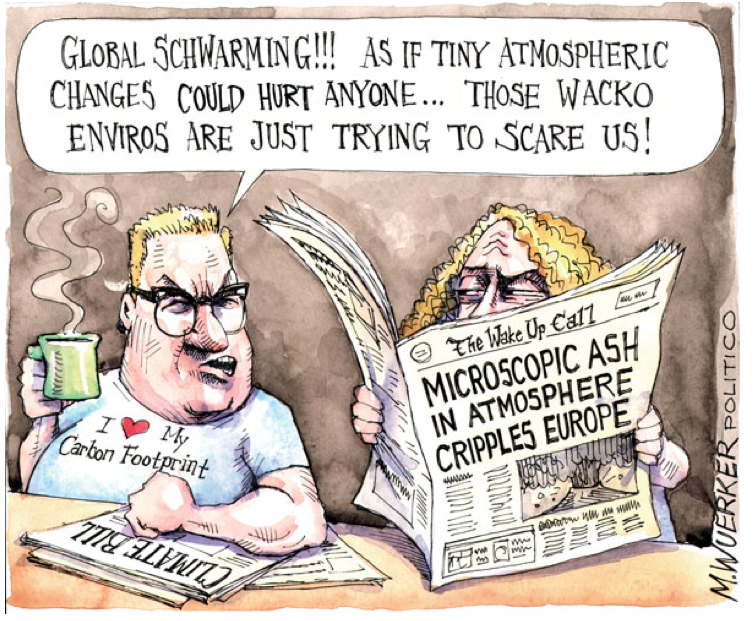 GLOBAL SCHWARMING!!! AS IF TINY ATMOSPHERIC
CHANGES COULD HURT ANYONE... THOSE WACKO
ENVIROS ARE JUST TRYING TO SCARE US!
The Wake Up Call
MICROSCOPIC ASH
IN ATMOSPHERE
CRIPPLES EUROPE
I ♥ My
Carbon Footprint
CLIMATE BILL
M.WUERKER POLITICO